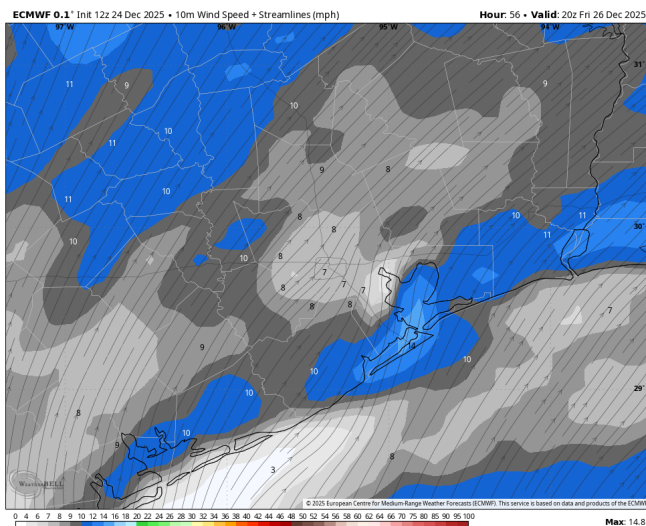 ECMWF 0.1° Init 12z 24 Dec 2025 • 10m Wind Speed + Streamlines (mph) Hour: 56 • Valid: 20z Fri 26 Dec 2025
97°W 96°W 95°W 94°W
31°
11 9 9
10
11 10
9 8
11 10
8 10 11
8 30°
10 11
10 8 7
8 7 7
8 8
7
14
9 10
29°
10 10
8
10
9 8
3
WEATHERBELL
© 2025 European Centre for Medium-Range Weather Forecasts (ECMWF). This service is based on data and products of the ECMWF
0 4 6 7 8 9 10 12 14 16 18 20 22 24 26 28 30 32 34 36 38 40 42 44 46 48 50 52 54 56 58 60 65 70 75 80 85 90 95 100
Max: 14.8